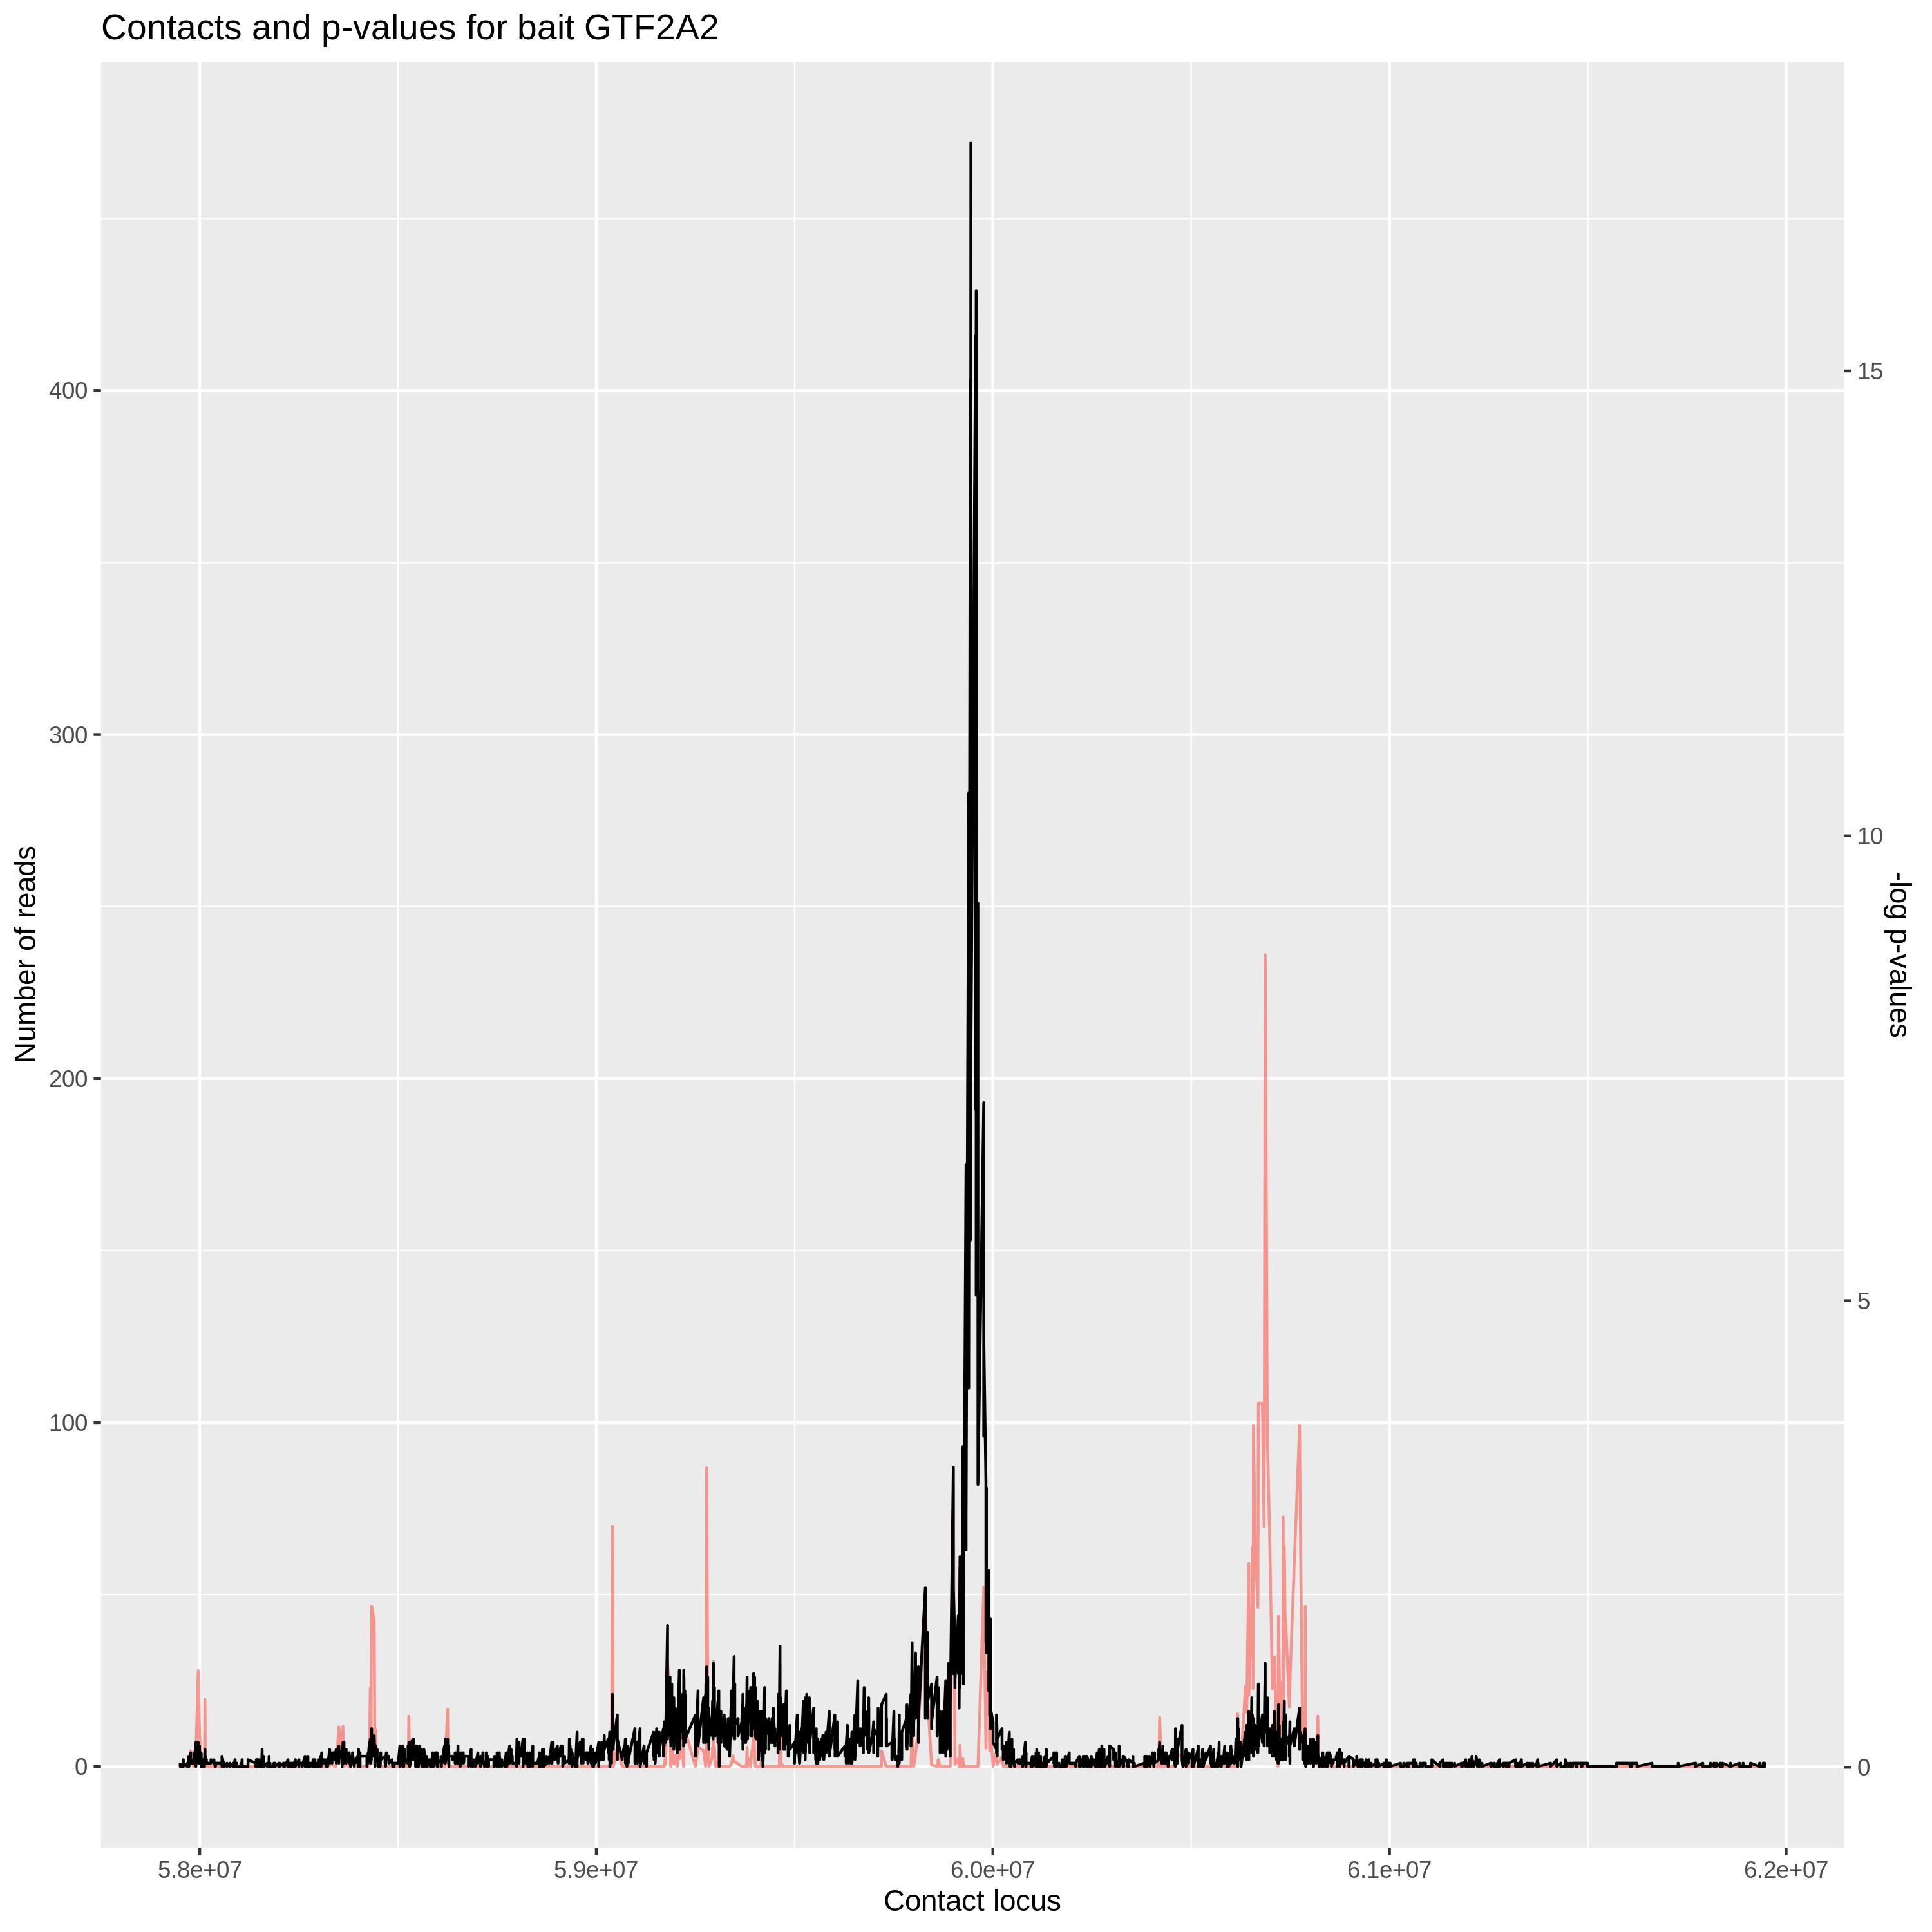 Contacts and p-values for bait GTF2A2
400
300
200
100
0
Number of reads
15
10
5
0
-log p-values
5.8e+07
5.9e+07
6.0e+07
6.1e+07
6.2e+07
Contact locus